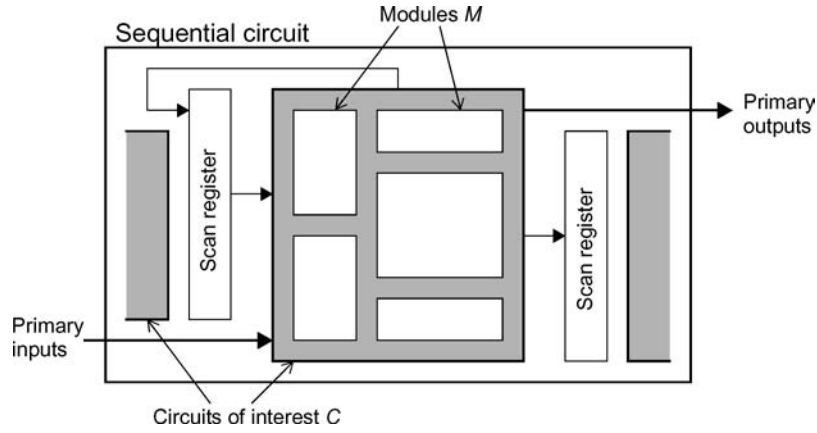 Modules M
Sequential circuit
Primary
outputs
Scan register
Scan register
Primary
inputs
Circuits of interest C